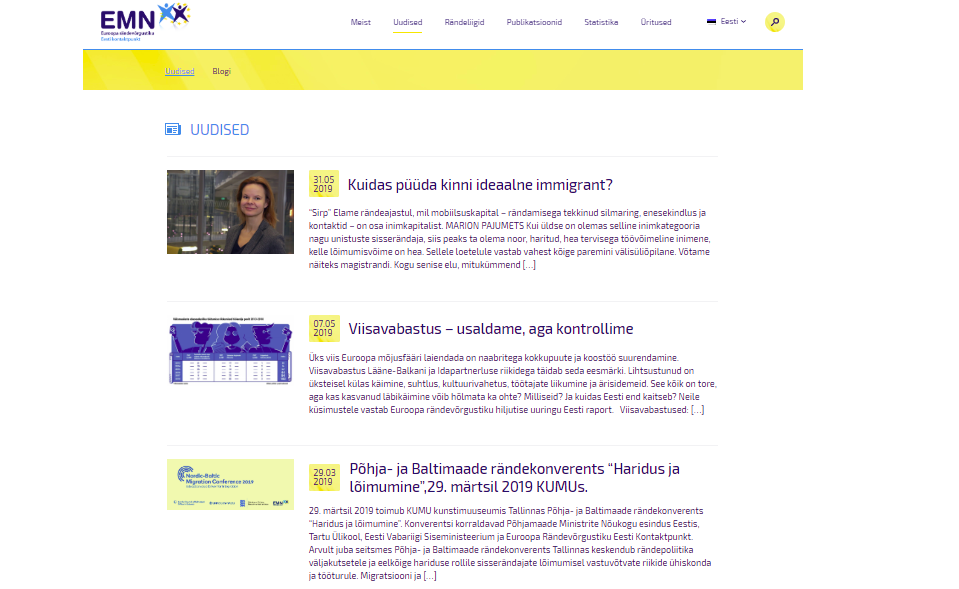 EMN
Euroopa rändevõrgustiku
Eesti kontaktpunkt
Meist Uudised Rändeliigid Publikatsioonid Statistika Üritused Eesti
Uudised Blogi
UUDISED
31.05
2019
Kuidas püüda kinni ideaalne immigrant?
"Sirp" Elame rändeajastul, mil mobiilsuskapital – rändamisega tekkinud silmaring, enesekindlus ja
kontaktid – on osa inimkapitalist. MARION PAJUMETS Kui üldse on olemas selline inimkategooria
nagu unistuste sisserändaja, siis peaks ta olema noor, haritud, hea tervisega töövõimeline inimene,
kelle lõimumisvõime on hea. Sellele loetelule vastab vahest kõige paremini välisüliõpilane. Võtame
näiteks magistrandi. Kogu senise elu, mitukümmend […]
07.05
2019
Viisavabastus – usaldame, aga kontrollime
Üks viis Euroopa mõjusfääri laiendada on naabritega kokkupuute ja koostöö suurendamine.
Viisavabastus Lääne-Balkani ja Idapartnerluse riikidega täidab seda eesmärki. Lihtsustunud on
üksteisel külas käimine, suhtlus, kultuurivahetus, töötajate liikumine ja ärisidemeid. See kõik on tore,
aga kas kasvanud läbikäimine võib hõlmata ka ohte? Milliseid? Ja kuidas Eesti end kaitseb? Neile
küsimustele vastab Euroopa rändevõrgustiku hiljutise uuringu Eesti raport. Viisavabastused: […]
Nordic-Baltic
Migration Conference 2019
29.03
2019
Põhja- ja Baltimaade rändekonverents “Haridus ja
lõimumine”,29. märtsil 2019 KUMUs.
29. märtsil 2019 toimub KUMU kunstimuuseumis Tallinnas Põhja- ja Baltimaade rändekonverents
“Haridus ja lõimumine”. Konverentsi korraldavad Põhjamaade Ministrite Nõukogu esindus Eestis,
Tartu Ülikool, Eesti Vabariigi Siseministeerium ja Euroopa Rändevõrgustiku Eesti Kontaktpunkt.
Arvult juba seitsmes Põhja- ja Baltimaade rändekonverents Tallinnas keskendub rändepoliitika
väljakutsetele ja eelkõige hariduse rollile sisserändajate lõimumisel vastuvõtvate riikide ühiskonda
ja tööturule. Migratsiooni ja […]